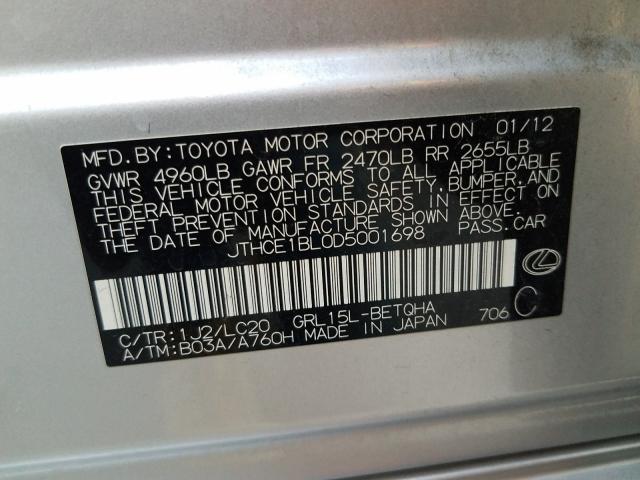 MFD.BY:TOYOTA MOTOR CORPORATION 01/12
GVWR 4960LB GAWR FR 2470LB RR 2655LB
THIS VEHICLE CONFORMS TO ALL APPLICABLE
FEDERAL MOTOR VEHICLE SAFETY,BUMPER,AND
THEFT PREVENTION STANDARDS IN EFFECT ON
THE DATE OF MANUFACTURE SHOWN ABOVE.
JTHCE1BL0D5001698 PASS.CAR
C/TR:1J2/LC20 GRL15L-BETQHA
A/TM:B03A/A760H MADE IN JAPAN 706 C